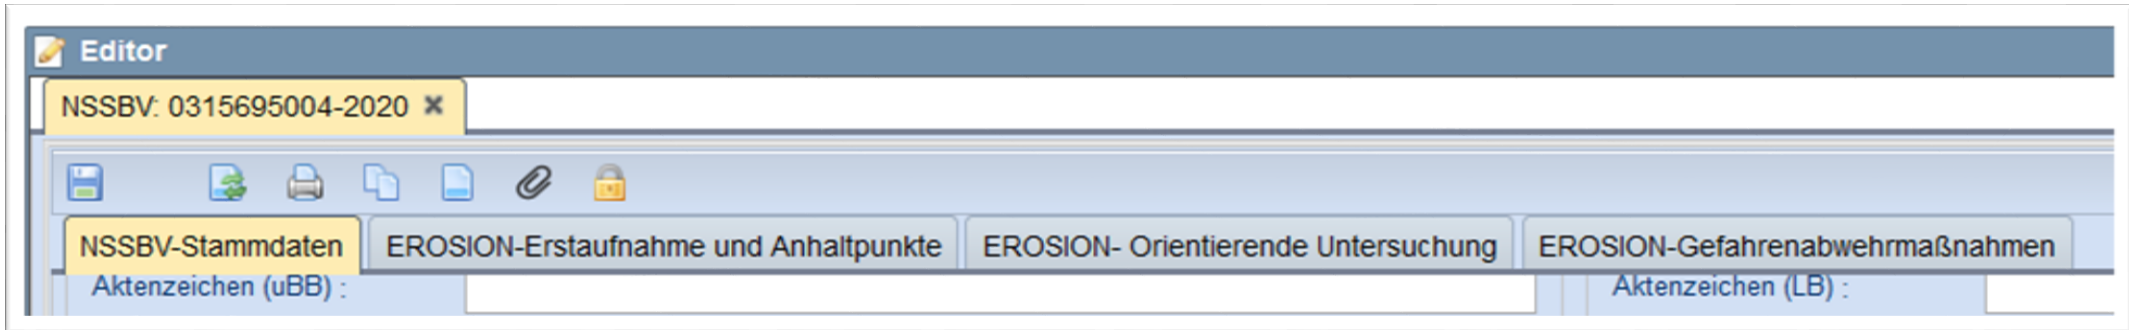 Editor
NSSBV: 0315695004-2020
NSSBV-Stammdaten EROSION-Erstaufnahme und Anhaltpunkte EROSION- Orientierende Untersuchung EROSION-Gefahrenabwehrmaßnahmen
Aktenzeichen (uBB) : Aktenzeichen (LB) :